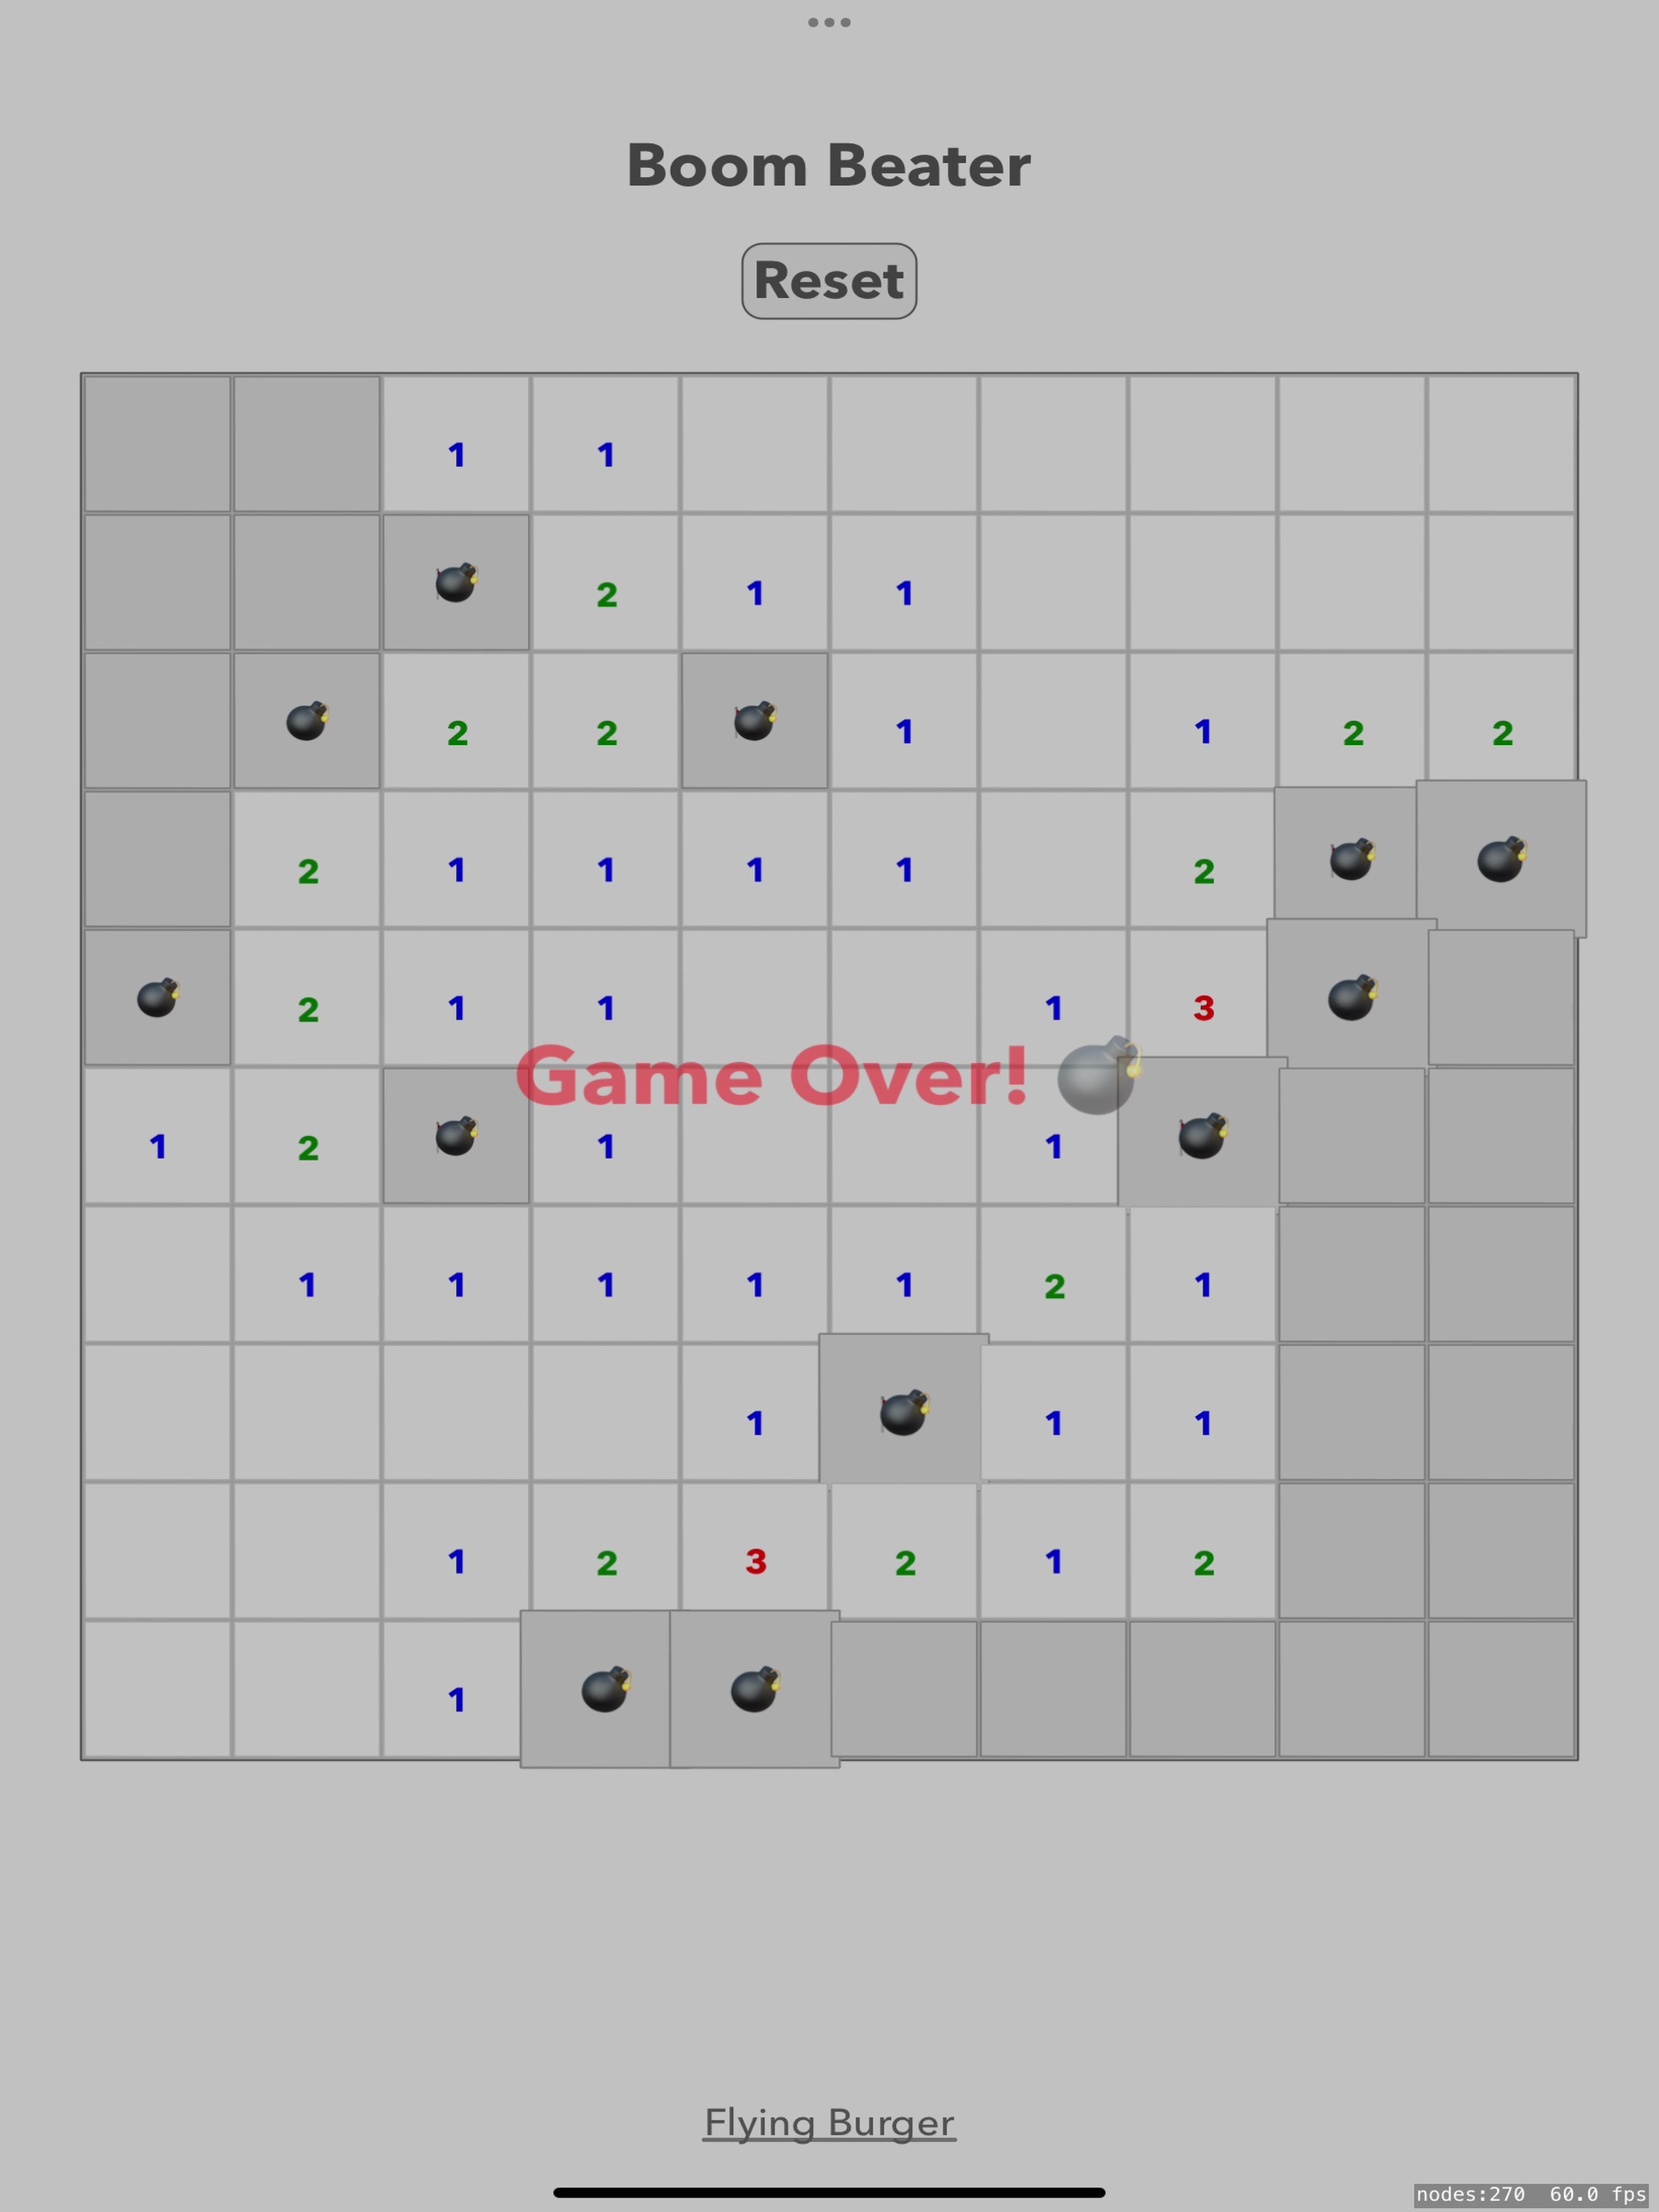 Boom Beater
Reset
1 1
2 1 1
2 2 1 1 2 2
2 1 1 1 1 2
2 1 1 1 3
Game Over!
1 2 1 1
1 1 1 1 1 2 1
1 1 1
1 2 3 2 1 2
1
Flying Burger
nodes:270 60.0 fps